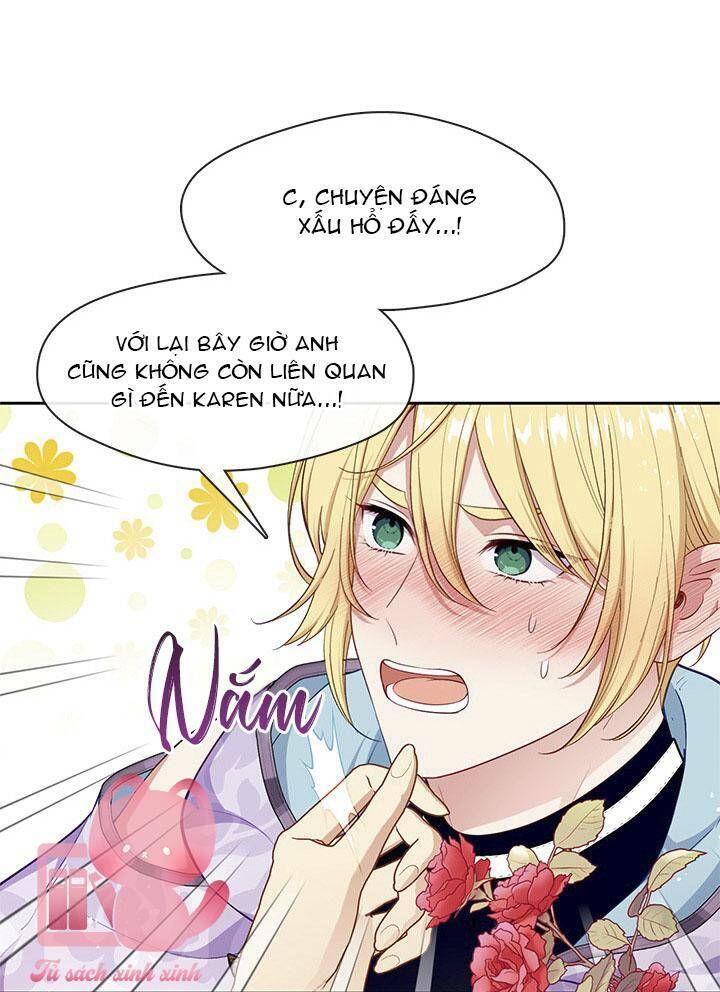 C, CHUYỆN ĐÁNG
XẤU HỔ ĐẤY...!
VỚI LẠI BÂY GIỜ ANH
CŨNG KHÔNG CÒN LIÊN QUAN
GÌ ĐẾN KAREN NỮA...!
Nắm
Tủ sách xinh xinh